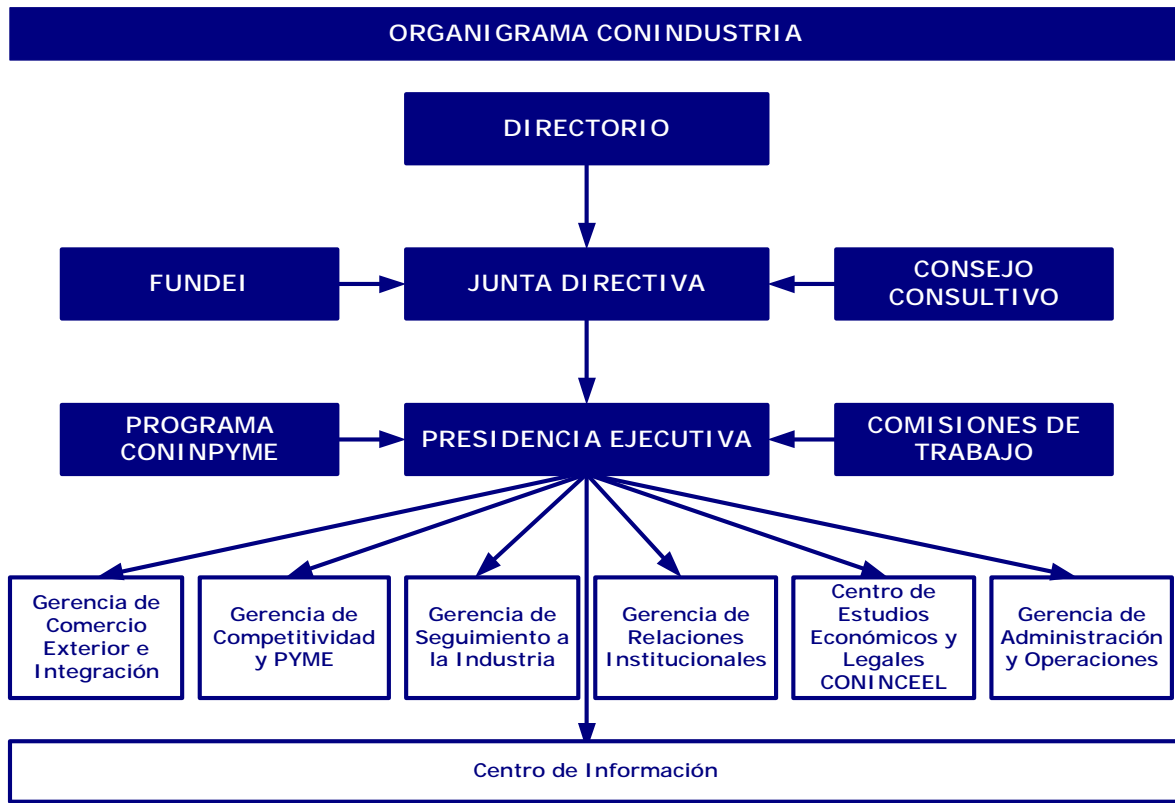 ORGANIGRAMA CONINDUSTRIA
DIRECTORIO
FUNDEI
JUNTA DIRECTIVA
CONSEJO
CONSULTIVO
PROGRAMA
CONINPYME
PRESIDENCIA EJECUTIVA
COMISIONES DE
TRABAJO
Gerencia de
Comercio
Exterior e
Integración
Gerencia de
Competitividad
y PYME
Gerencia de
Seguimiento a
la Industria
Gerencia de
Relaciones
Institucionales
Centro de
Estudios
Económicos y
Legales
CONINCEEL
Gerencia de
Administración
y Operaciones
Centro de Información